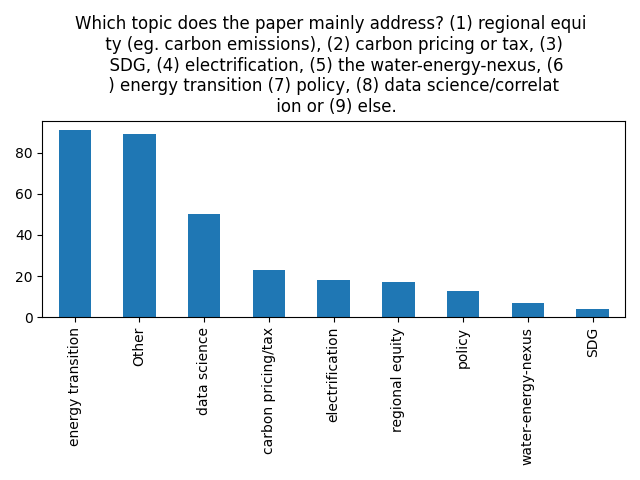 Which topic does the paper mainly address? (1) regional equi
ty (eg. carbon emissions), (2) carbon pricing or tax, (3)
SDG, (4) electrification, (5) the water-energy-nexus, (6
) energy transition (7) policy, (8) data science/correlat
ion or (9) else.
80
60
40
20
0
energy transition
Other
data science
carbon pricing/tax
electrification
regional equity
policy
water-energy-nexus
SDG